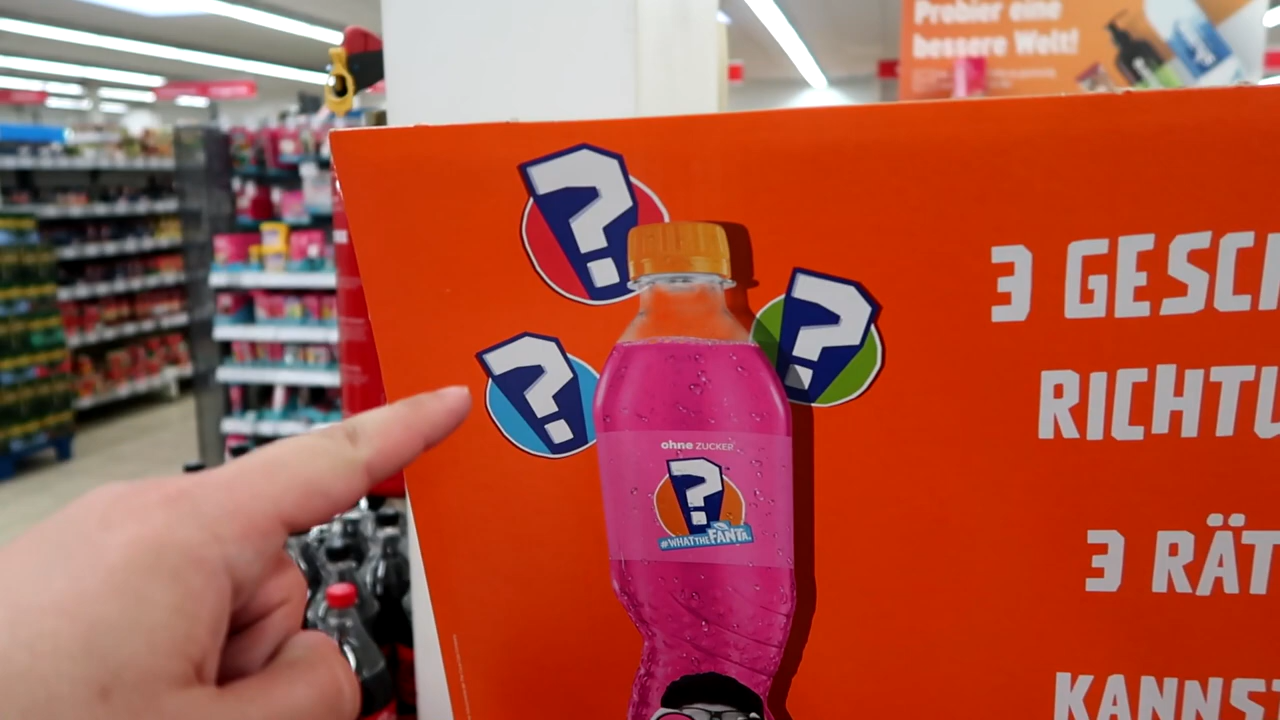 Probier eine
bessere Welt!
?
?
?
3 GESC
RICHTU
ohne ZUCKER
?
#WHATTHEFANTA
3 RÄT
KANNST